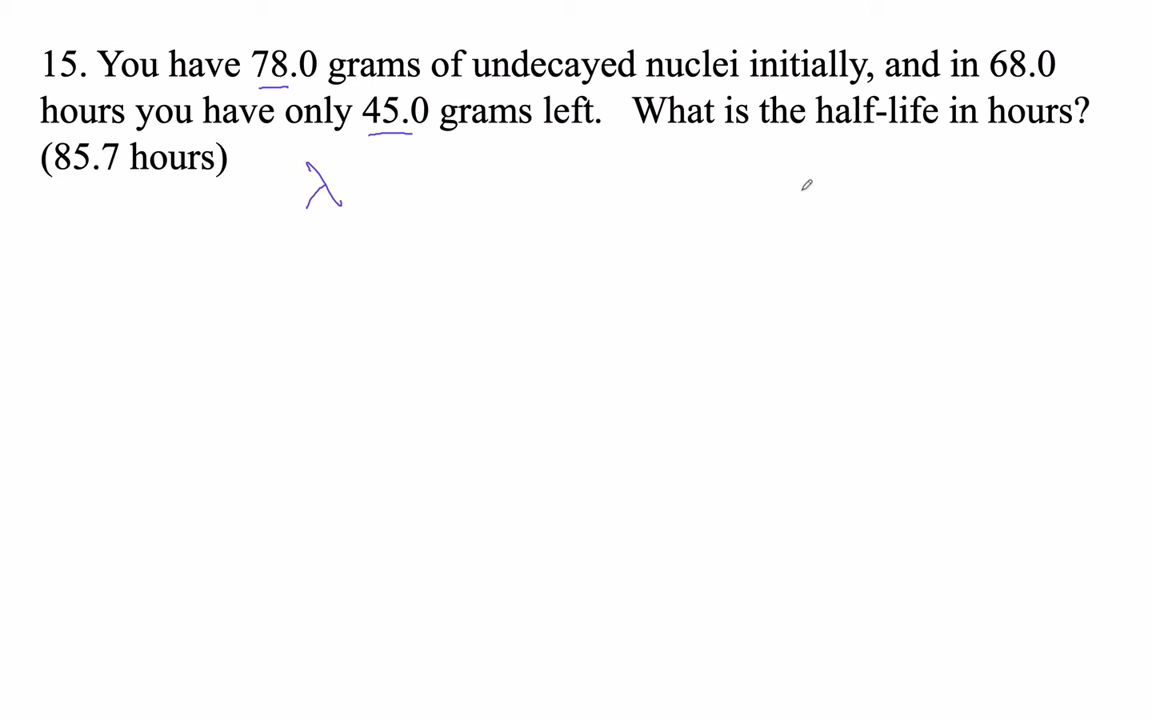 15. You have 78.0 grams of undecayed nuclei initially, and in 68.0
hours you have only 45.0 grams left. What is the half-life in hours?
(85.7 hours)
λ